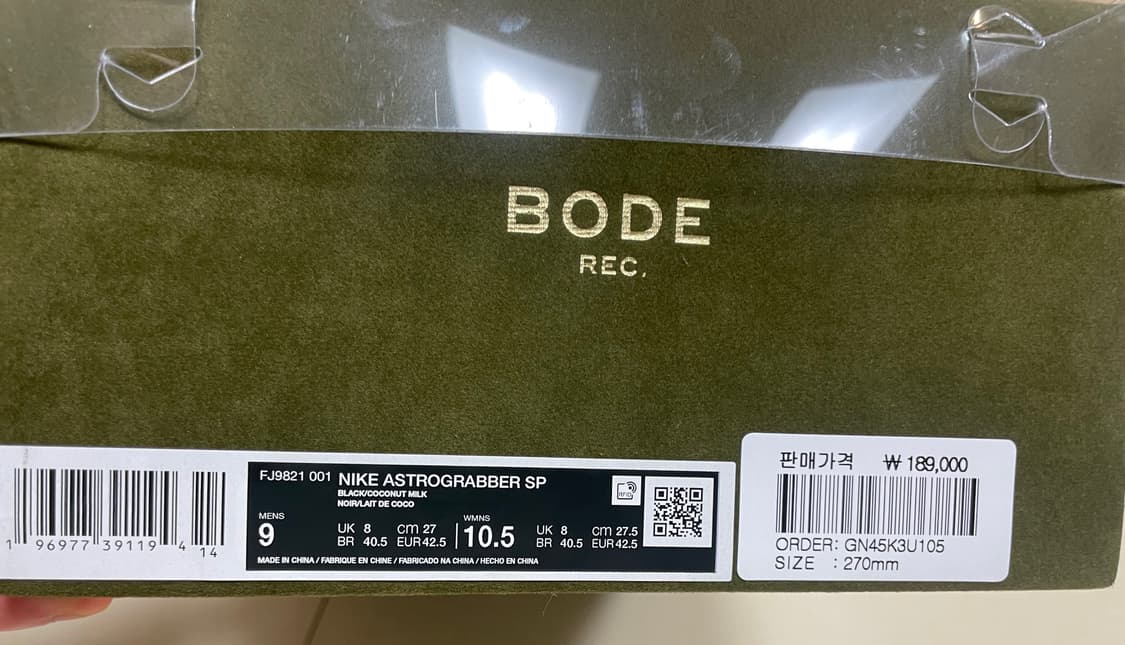 BODE
REC.
1 96977 39119 4
14
FJ9821 001 NIKE ASTROGRABBER SP
BLACK/COCONUT MILK
NOIR/LAIT DE COCO
RFID
MENS
9
UK 8 cm 27
BR 40.5 EUR 42.5
WMNS
10.5
UK 8 cm 27.5
BR 40.5 EUR 42.5
MADE IN CHINA / FABRIQUE EN CHINE / FABRICADO NA CHINA / HECHO EN CHINA
판매가격 ₩ 189,000
ORDER: GN45K3U105
SIZE : 270mm